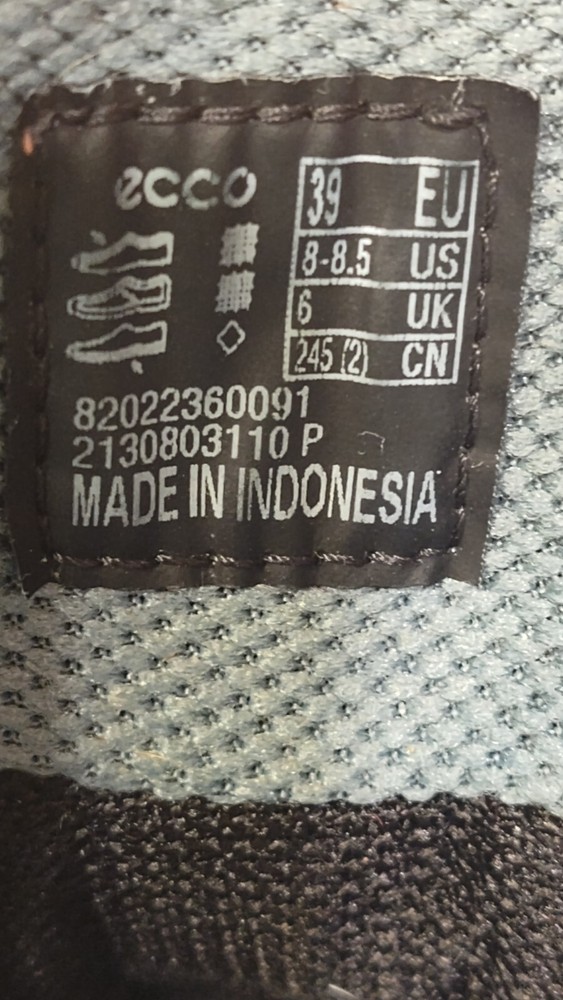 ecco
39 EU
8-8.5 US
6 UK
245 (2) CN
82022360091
2130803110 P
MADE IN INDONESIA